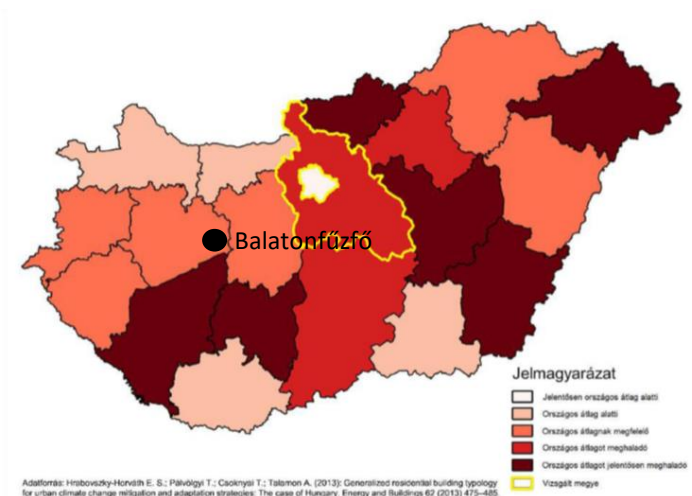 Balatonfűzfő
Jelmagyarázat
Jelentősen országos átlag alatti
Országos átlag alatti
Országos átlagnak megfelelő
Országos átlagot meghaladó
Országos átlagot jelentősen meghaladó
Vizsgált megye
Adatforrás: Hrabovszky-Horváth E. S.; Pálvölgyi T.; Csoknyai T.; Talamon A. (2013): Generalized residential building typology
for urban climate change mitigation and adaptation strategies: The case of Hungary. Energy and Buildings 62 (2013) 475–485.